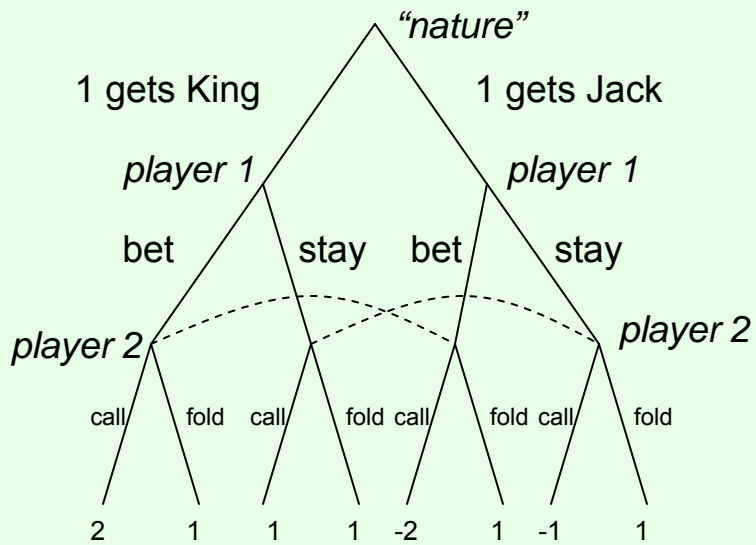 “nature”
1 gets King
1 gets Jack
player 1
player 1
bet
stay
bet
stay
player 2
player 2
call
fold
call
fold
call
fold
call
fold
2
1
1
1
-2
1
-1
1